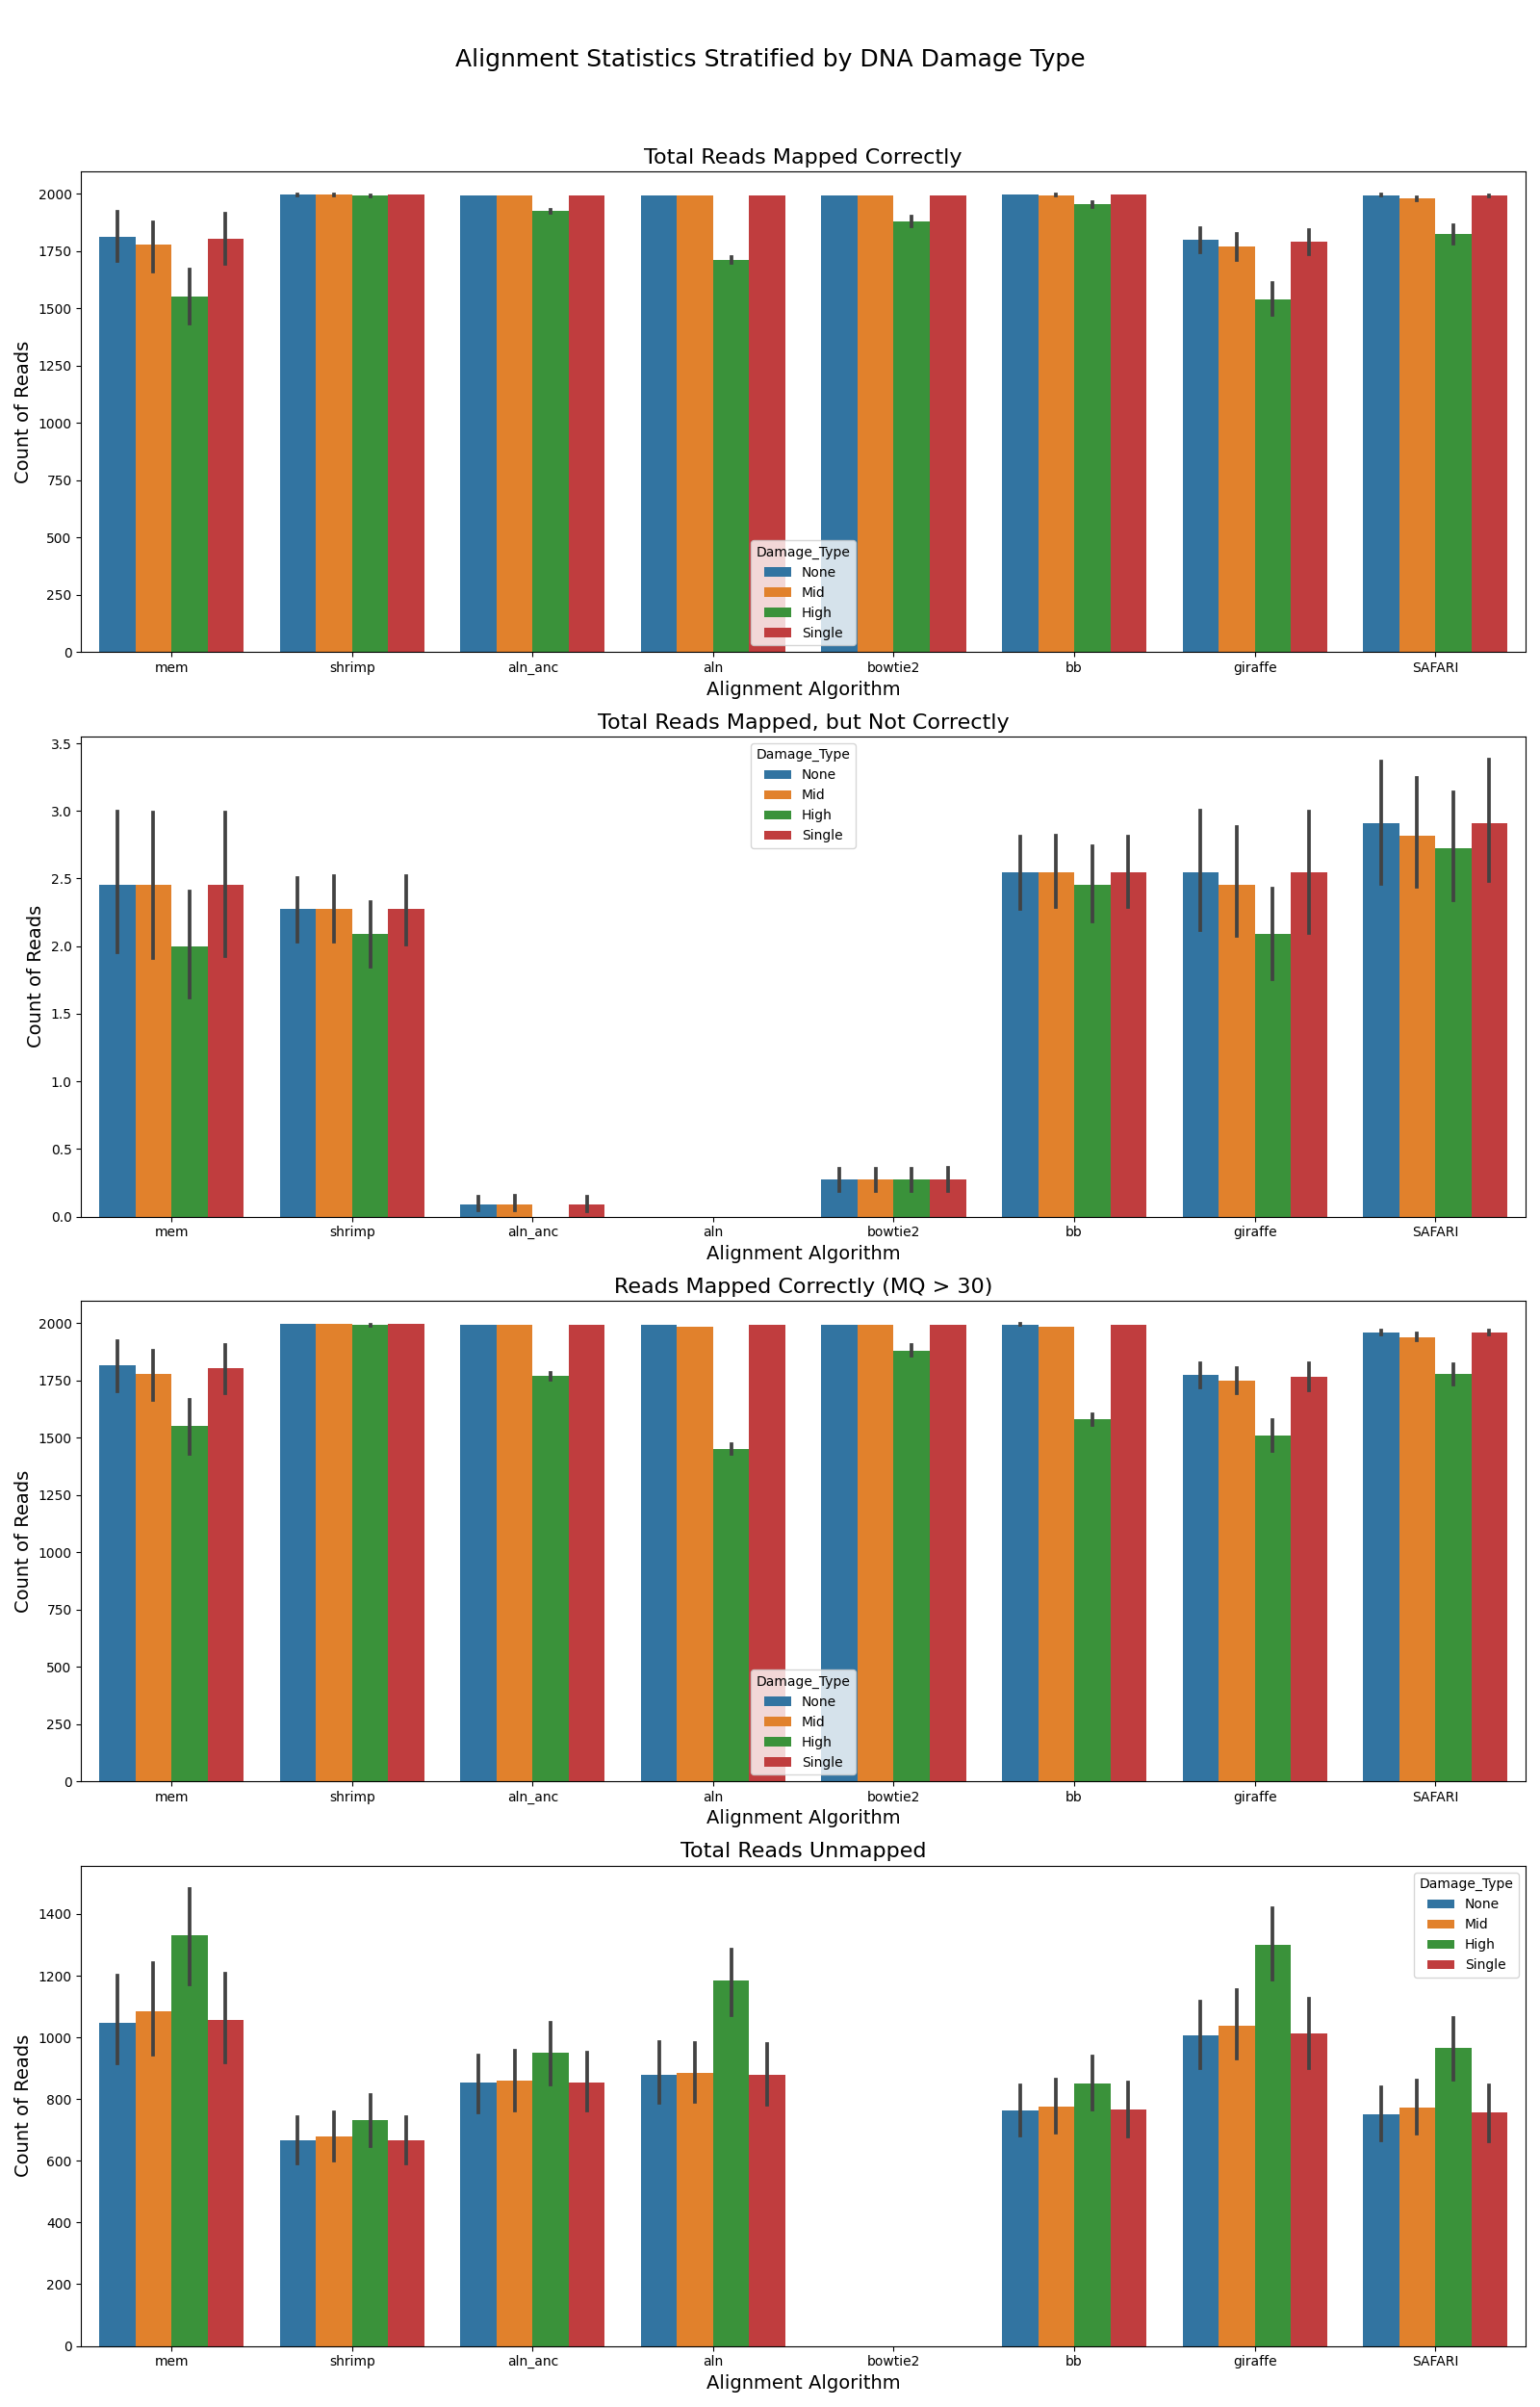 Alignment Statistics Stratified by DNA Damage Type
Total Reads Mapped Correctly
Count of Reads
2000
1750
1500
1250
1000
750
500
250
0
Damage_Type
None
Mid
High
Single
mem shrimp aln_anc aln bowtie2 bb giraffe SAFARI
Alignment Algorithm
Total Reads Mapped, but Not Correctly
Count of Reads
3.5
3.0
2.5
2.0
1.5
1.0
0.5
0.0
Damage_Type
None
Mid
High
Single
mem shrimp aln_anc aln bowtie2 bb giraffe SAFARI
Alignment Algorithm
Reads Mapped Correctly (MQ > 30)
Count of Reads
2000
1750
1500
1250
1000
750
500
250
0
Damage_Type
None
Mid
High
Single
mem shrimp aln_anc aln bowtie2 bb giraffe SAFARI
Alignment Algorithm
Total Reads Unmapped
Count of Reads
1400
1200
1000
800
600
400
200
0
Damage_Type
None
Mid
High
Single
mem shrimp aln_anc aln bowtie2 bb giraffe SAFARI
Alignment Algorithm